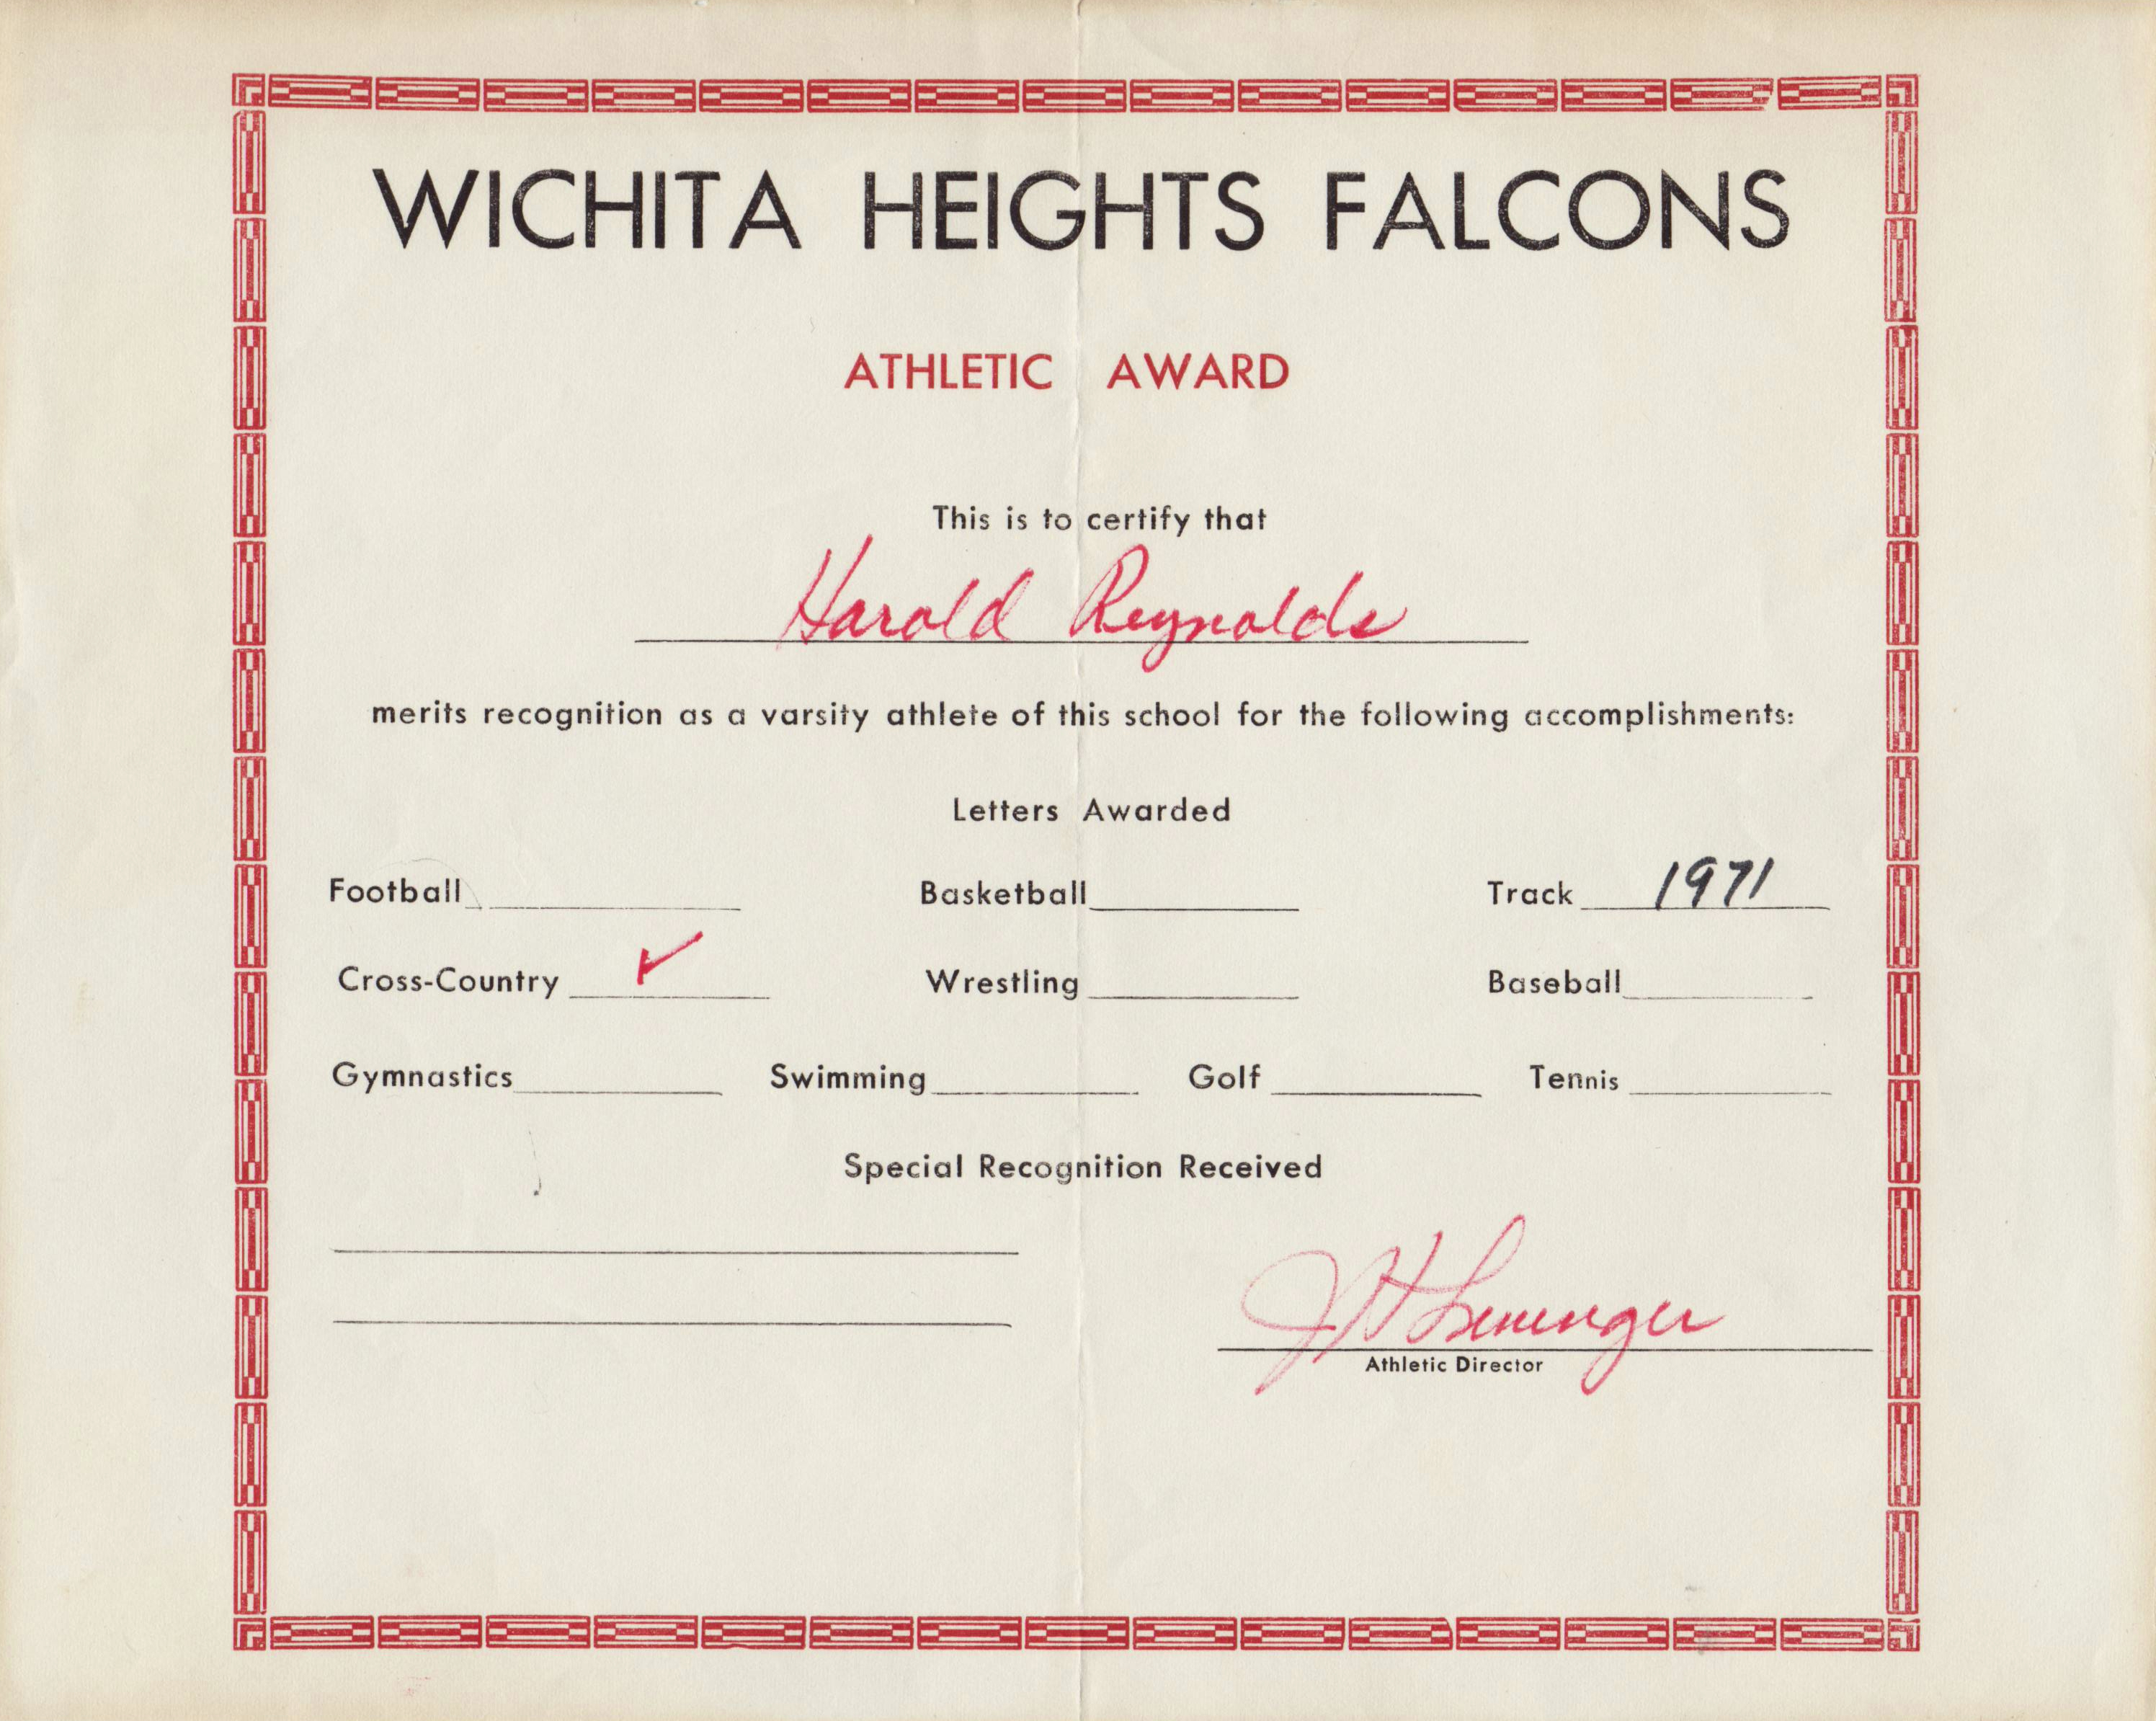 WICHITA HEIGHTS FALCONS
ATHLETIC AWARD
This is to certify that
Harold Reynolds
merits recognition as a varsity athlete of this school for the following accomplishments:
Letters Awarded
Football Basketball Track 1971
Cross-Country ✓ Wrestling Baseball
Gymnastics Swimming Golf Tennis
Special Recognition Received
J H
Athletic Director